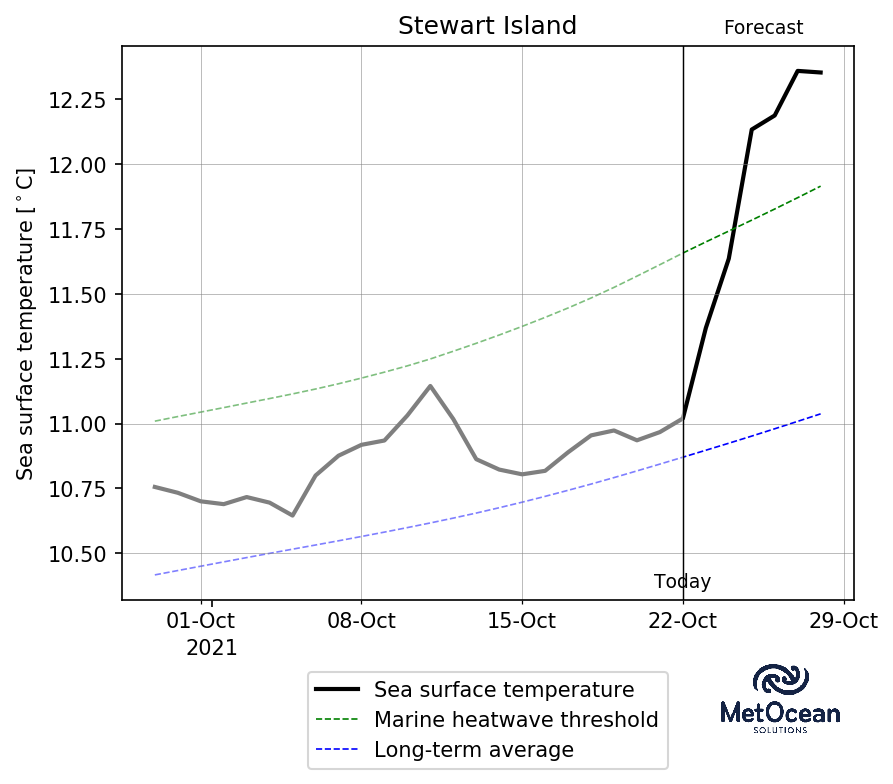 Stewart Island
Forecast
Sea surface temperature [°C]
12.25
12.00
11.75
11.50
11.25
11.00
10.75
10.50
Today
01-Oct
08-Oct
15-Oct
22-Oct
29-Oct
2021
Sea surface temperature
Marine heatwave threshold
Long-term average
MetOcean
SOLUTIONS